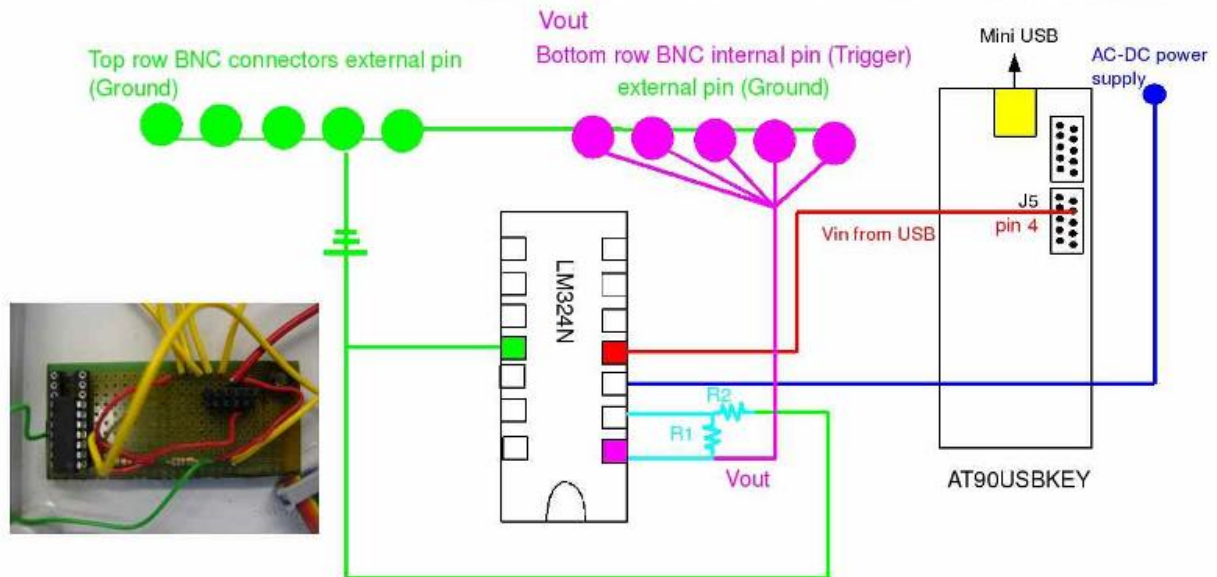 Vout
Top row BNC connectors external pin
(Ground)
Bottom row BNC internal pin (Trigger)
external pin (Ground)
Mini USB
AC-DC power
supply
J5
pin 4
Vin from USB
LM324N
R2
R1
Vout
AT90USBKEY